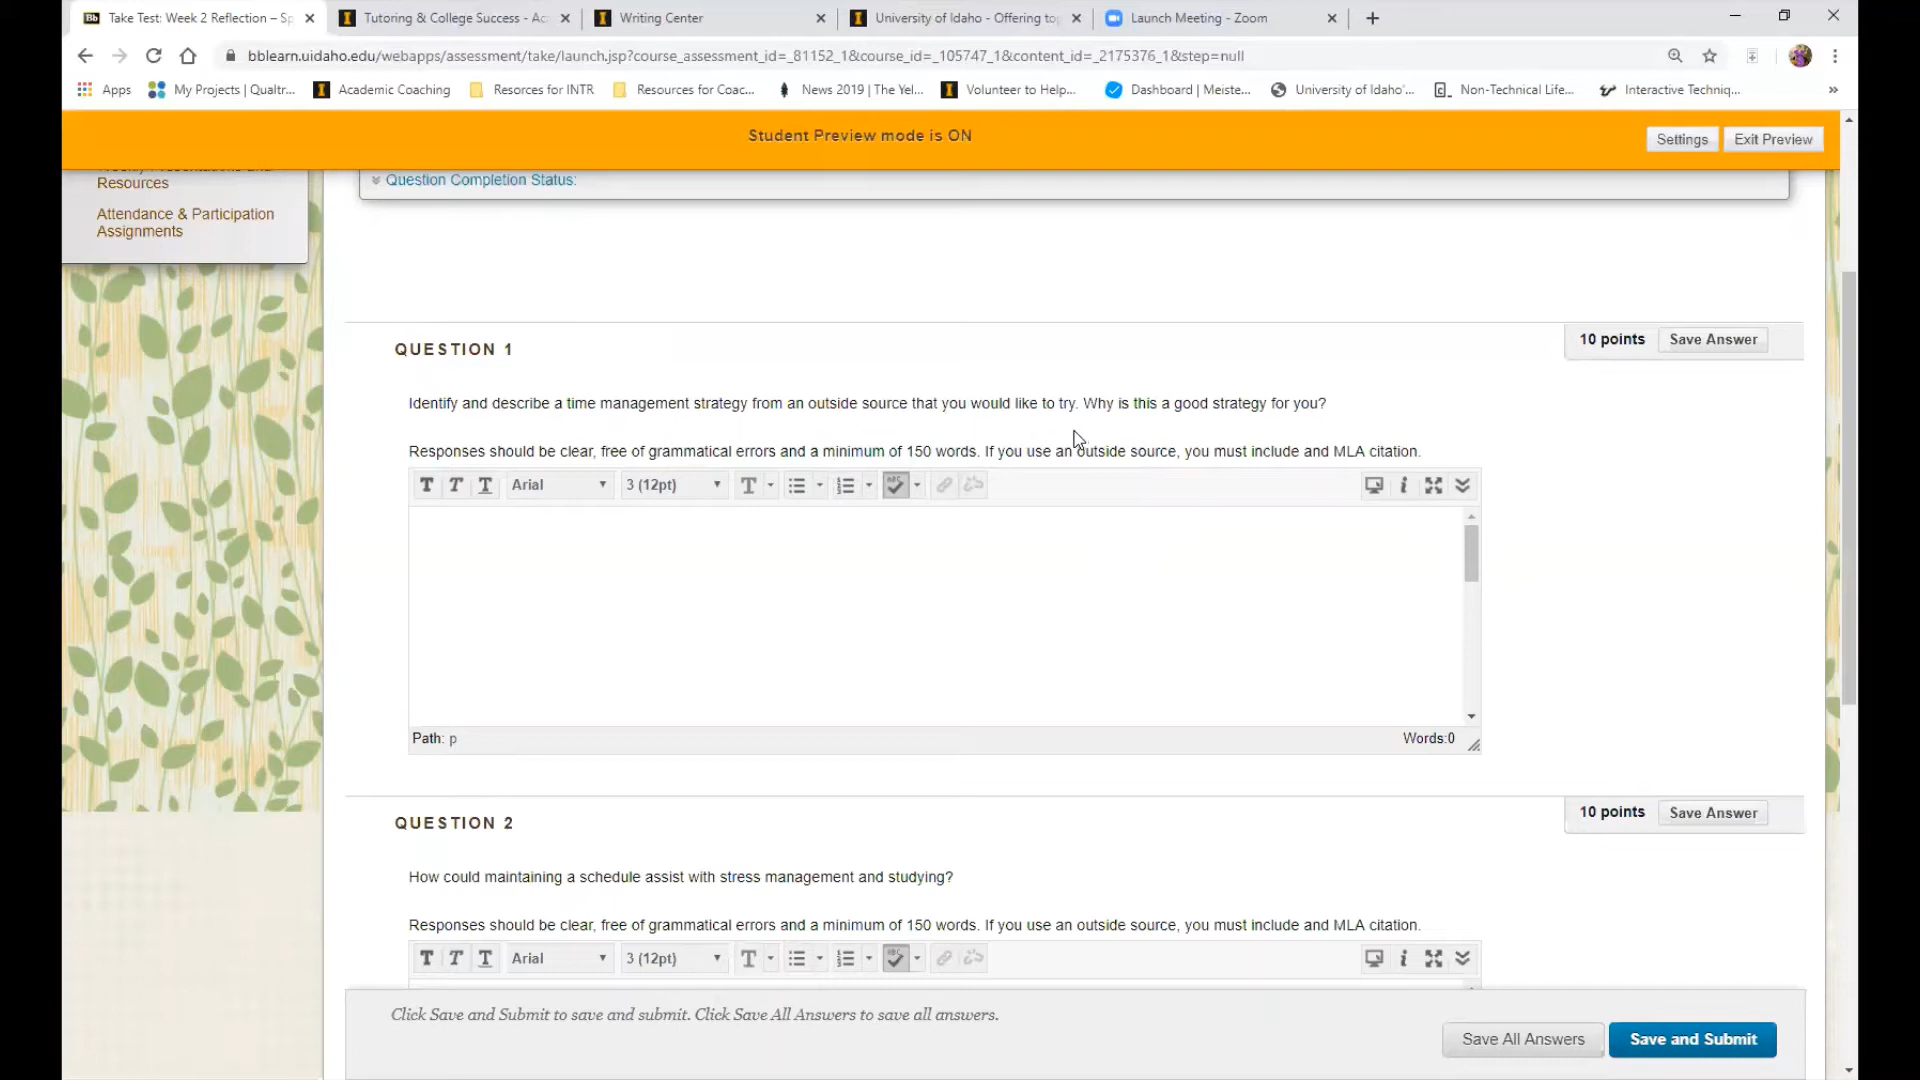 Take Test: Week 2 Reflection – Sp
Tutoring & College Success - Ac
Writing Center
University of Idaho - Offering to
Launch Meeting - Zoom
bblearn.uidaho.edu/webapps/assessment/take/launch.jsp?course_assessment_id=_81152_1&course_id=_105747_1&content_id=_2175376_1&step=null
Apps
My Projects | Qualtr...
Academic Coaching
Resorces for INTR
Resources for Coac...
News 2019 | The Yel...
Volunteer to Help...
Dashboard | Meiste...
University of Idaho'...
Non-Technical Life...
Interactive Techniq...
Student Preview mode is ON
Settings
Exit Preview
Resources
Attendance & Participation
Assignments
Question Completion Status:
QUESTION 1
10 points
Save Answer
Identify and describe a time management strategy from an outside source that you would like to try. Why is this a good strategy for you?
Responses should be clear, free of grammatical errors and a minimum of 150 words. If you use an outside source, you must include and MLA citation.
T T T Arial 3 (12pt) T
Path: p
Words:0
QUESTION 2
10 points
Save Answer
How could maintaining a schedule assist with stress management and studying?
Responses should be clear, free of grammatical errors and a minimum of 150 words. If you use an outside source, you must include and MLA citation.
T T T Arial 3 (12pt) T
Click Save and Submit to save and submit. Click Save All Answers to save all answers.
Save All Answers
Save and Submit